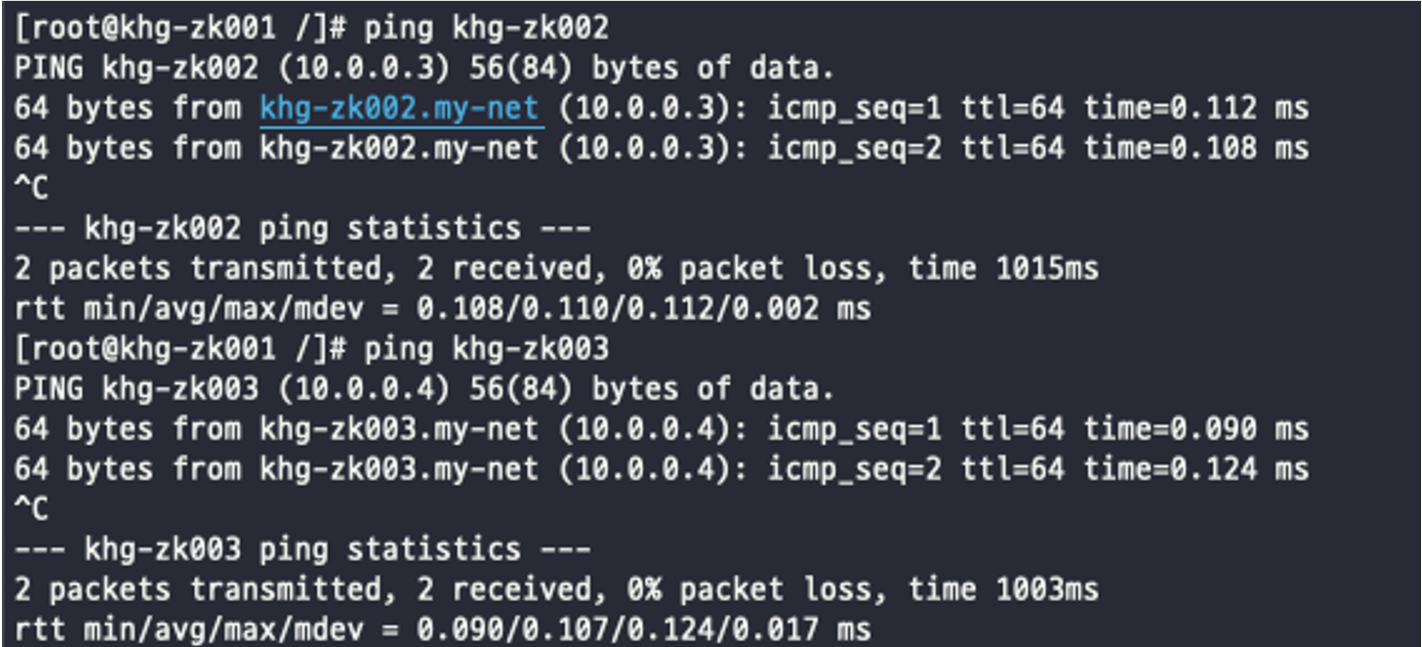 [root@khg-zk001 /]# ping khg-zk002
PING khg-zk002 (10.0.0.3) 56(84) bytes of data.
64 bytes from khg-zk002.my-net (10.0.0.3): icmp_seq=1 ttl=64 time=0.112 ms
64 bytes from khg-zk002.my-net (10.0.0.3): icmp_seq=2 ttl=64 time=0.108 ms
^C
--- khg-zk002 ping statistics ---
2 packets transmitted, 2 received, 0% packet loss, time 1015ms
rtt min/avg/max/mdev = 0.108/0.110/0.112/0.002 ms
[root@khg-zk001 /]# ping khg-zk003
PING khg-zk003 (10.0.0.4) 56(84) bytes of data.
64 bytes from khg-zk003.my-net (10.0.0.4): icmp_seq=1 ttl=64 time=0.090 ms
64 bytes from khg-zk003.my-net (10.0.0.4): icmp_seq=2 ttl=64 time=0.124 ms
^C
--- khg-zk003 ping statistics ---
2 packets transmitted, 2 received, 0% packet loss, time 1003ms
rtt min/avg/max/mdev = 0.090/0.107/0.124/0.017 ms